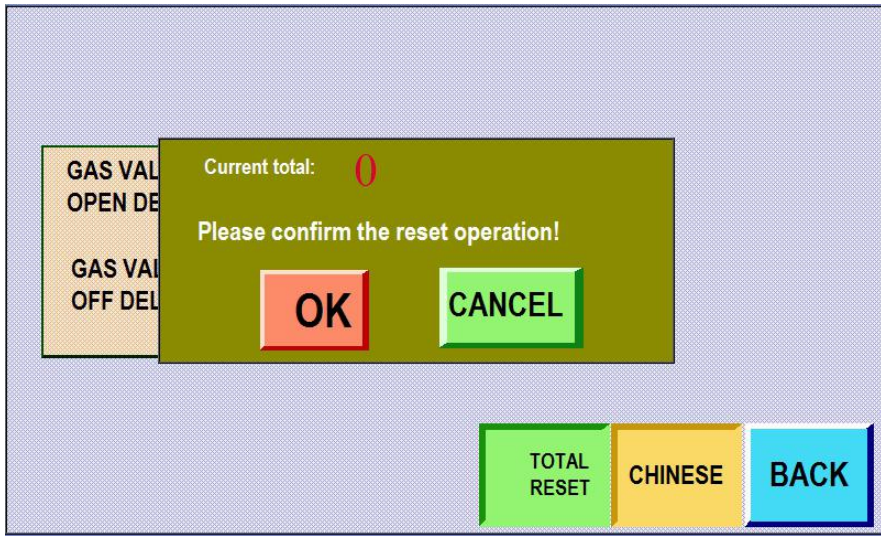 GAS VAL
OPEN DE
GAS VAL
OFF DEL
Current total: 0
Please confirm the reset operation!
OK
CANCEL
TOTAL
RESET
CHINESE
BACK